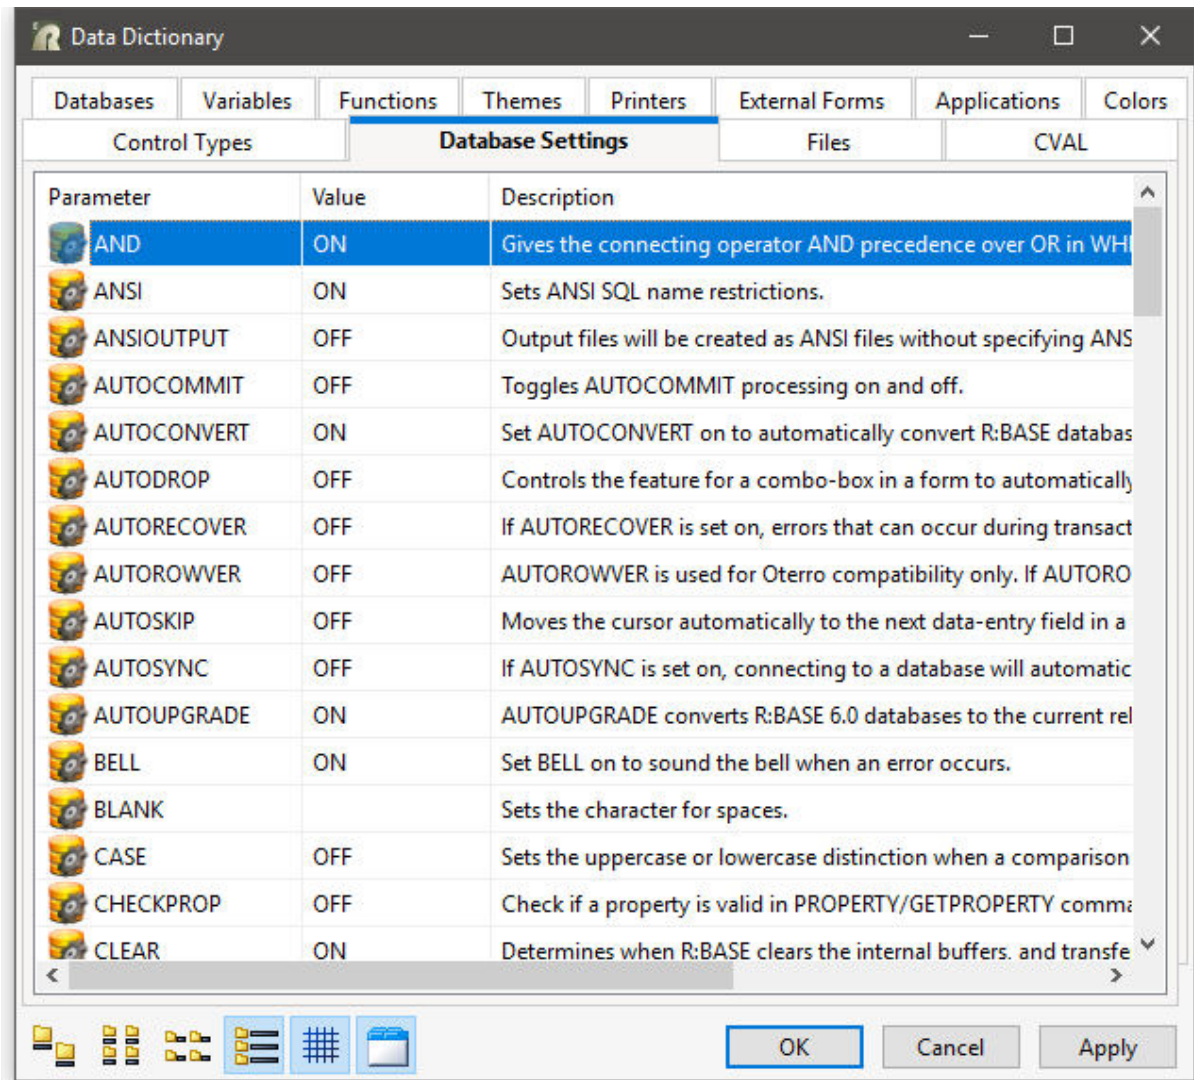 Data Dictionary
Databases Variables Functions Themes Printers External Forms Applications Colors
Control Types Database Settings Files CVAL
Parameter Value Description
AND ON Gives the connecting operator AND precedence over OR in WH
ANSI ON Sets ANSI SQL name restrictions.
ANSIOUTPUT OFF Output files will be created as ANSI files without specifying ANS
AUTOCOMMIT OFF Toggles AUTOCOMMIT processing on and off.
AUTOCONVERT ON Set AUTOCONVERT on to automatically convert R:BASE databas
AUTODROP OFF Controls the feature for a combo-box in a form to automatically
AUTORECOVER OFF If AUTORECOVER is set on, errors that can occur during transact
AUTOROWVER OFF AUTOROWVER is used for Oterro compatibility only. If AUTORO
AUTOSKIP OFF Moves the cursor automatically to the next data-entry field in a
AUTOSYNC OFF If AUTOSYNC is set on, connecting to a database will automatic
AUTOUPGRADE ON AUTOUPGRADE converts R:BASE 6.0 databases to the current rel
BELL ON Set BELL on to sound the bell when an error occurs.
BLANK Sets the character for spaces.
CASE OFF Sets the uppercase or lowercase distinction when a comparison
CHECKPROP OFF Check if a property is valid in PROPERTY/GETPROPERTY comma
CLEAR ON Determines when R:BASE clears the internal buffers, and transfe
OK Cancel Apply